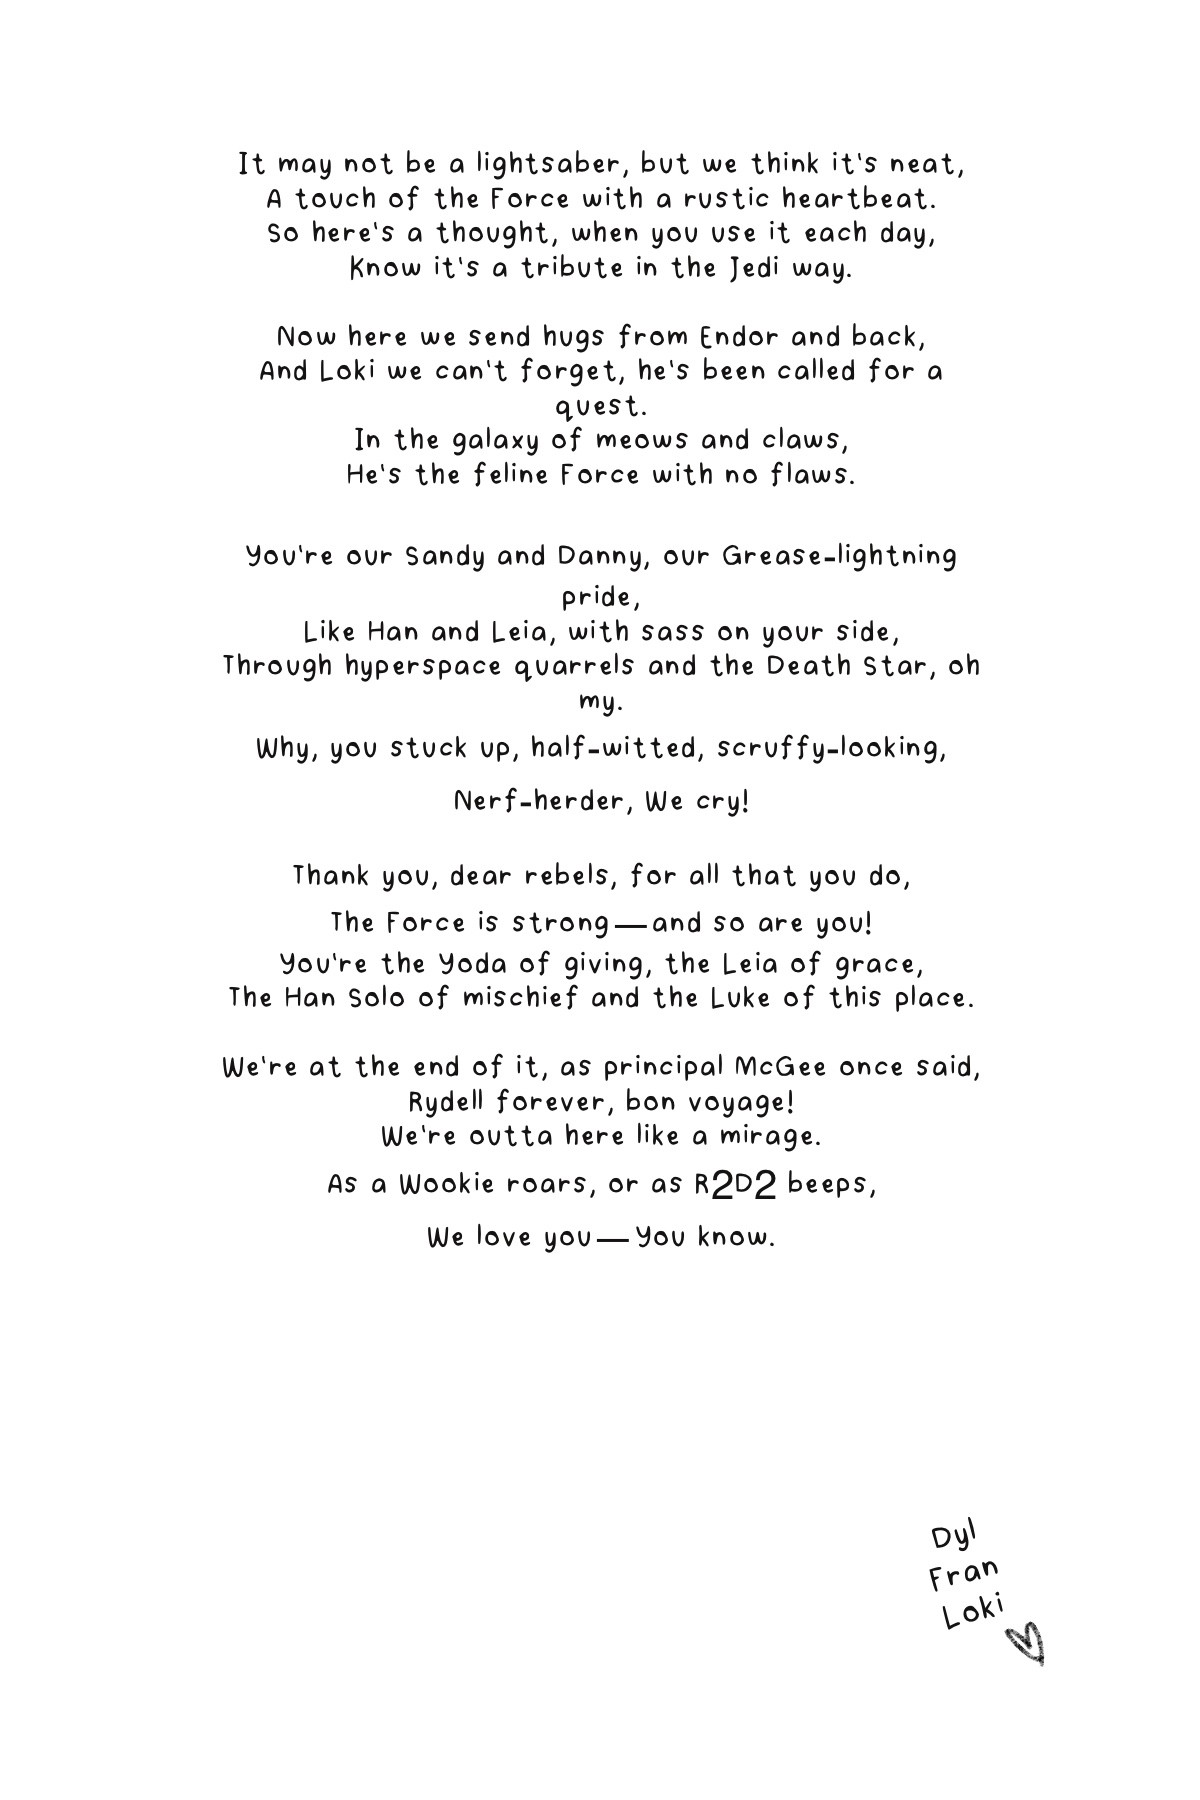 It may not be a lightsaber, but we think it's neat,
A touch of the Force with a rustic heartbeat.
So here's a thought, when you use it each day,
Know it's a tribute in the Jedi way.
Now here we send hugs from Endor and back,
And Loki we can't forget, he's been called for a
quest.
In the galaxy of meows and claws,
He's the feline Force with no flaws.
You're our Sandy and Danny, our Grease-lightning
pride,
Like Han and Leia, with sass on your side,
Through hyperspace quarrels and the Death Star, oh
my.
Why, you stuck up, half-witted, scruffy-looking,
Nerf-herder, We cry!
Thank you, dear rebels, for all that you do,
The Force is strong—and so are you!
You're the Yoda of giving, the Leia of grace,
The Han Solo of mischief and the Luke of this place.
We're at the end of it, as principal McGee once said,
Rydell forever, bon voyage!
We're outta here like a mirage.
As a Wookie roars, or as R2D2 beeps,
We love you—You know.
Dyl
Fran
Loki